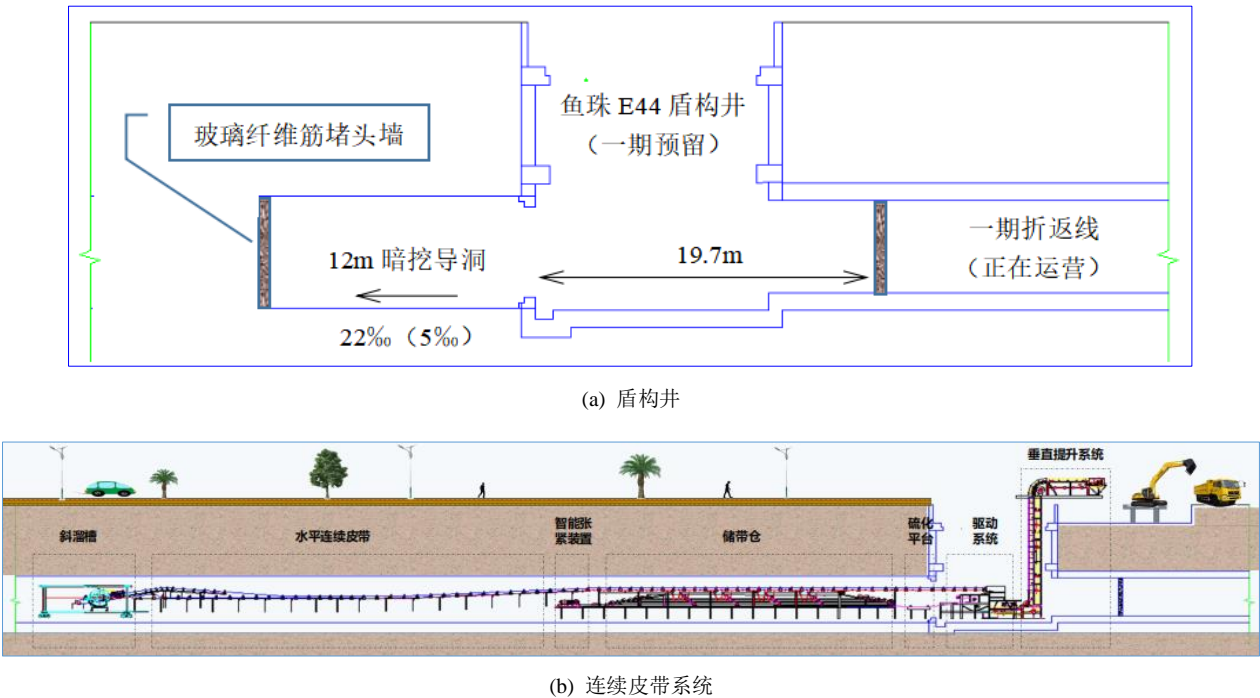 鱼珠 E44 盾构井
（一期预留）
玻璃纤维筋堵头墙
一期折返线
（正在运营）
12m 暗挖导洞
19.7m
22‰（5‰）
(a) 盾构井
垂直提升系统
斜溜槽
水平连续皮带
智能张
紧装置
储带仓
硫化
平台
驱动
系统
(b) 连续皮带系统